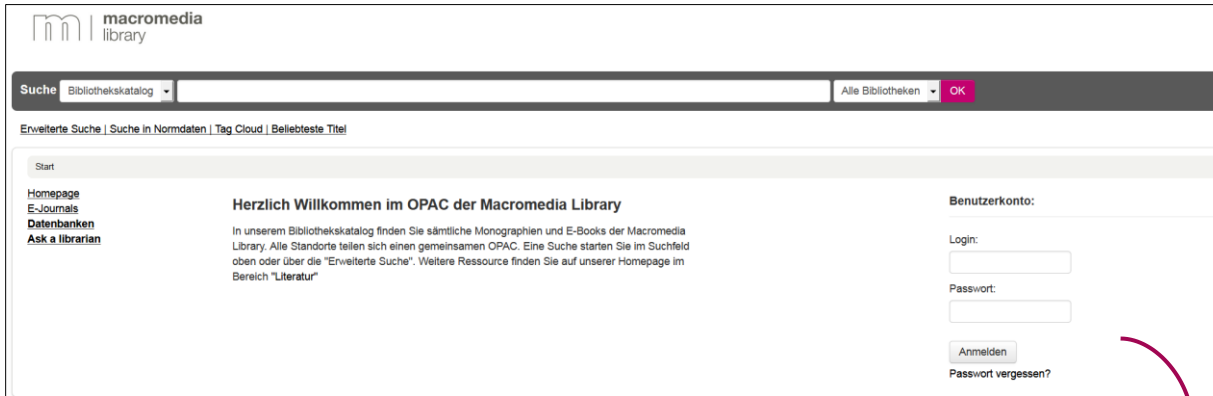 macromedia
library
Suche Bibliothekskatalog Alle Bibliotheken OK
Erweiterte Suche | Suche in Normdaten | Tag Cloud | Beliebteste Titel
Start
Homepage
E-Journals
Datenbanken
Ask a librarian
Herzlich Willkommen im OPAC der Macromedia Library
In unserem Bibliothekskatalog finden Sie sämtliche Monographien und E-Books der Macromedia
Library. Alle Standorte teilen sich einen gemeinsamen OPAC. Eine Suche starten Sie im Suchfeld
oben oder über die "Erweiterte Suche". Weitere Ressource finden Sie auf unserer Homepage im
Bereich "Literatur"
Benutzerkonto:
Login:
Passwort:
Anmelden
Passwort vergessen?